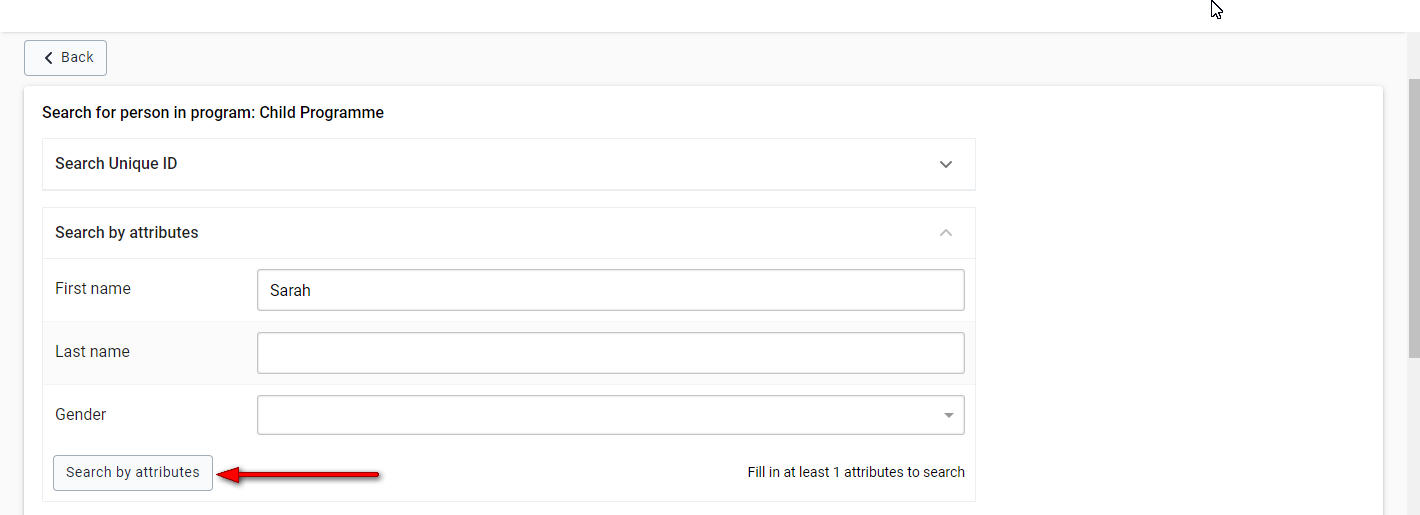 Back
Search for person in program: Child Programme
Search Unique ID
Search by attributes
First name
Sarah
Last name
Gender
Search by attributes
Fill in at least 1 attributes to search